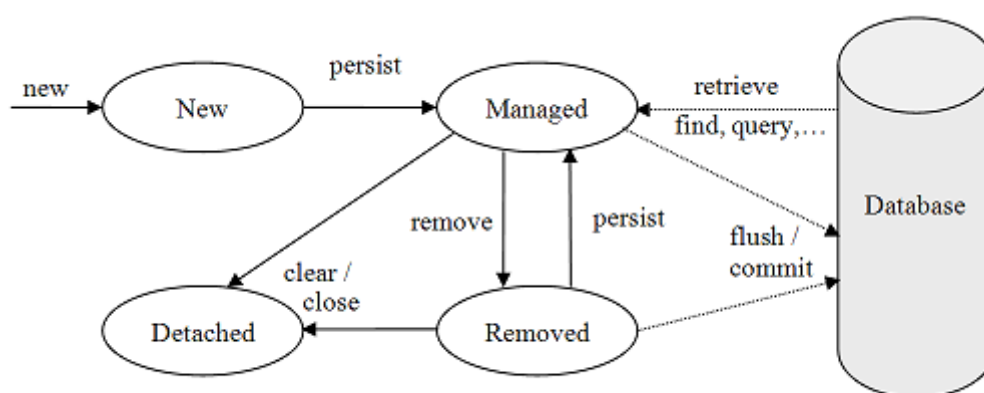 new
New
persist
Managed
retrieve
find, query,...
Database
remove
persist
flush /
commit
clear /
close
Detached
Removed